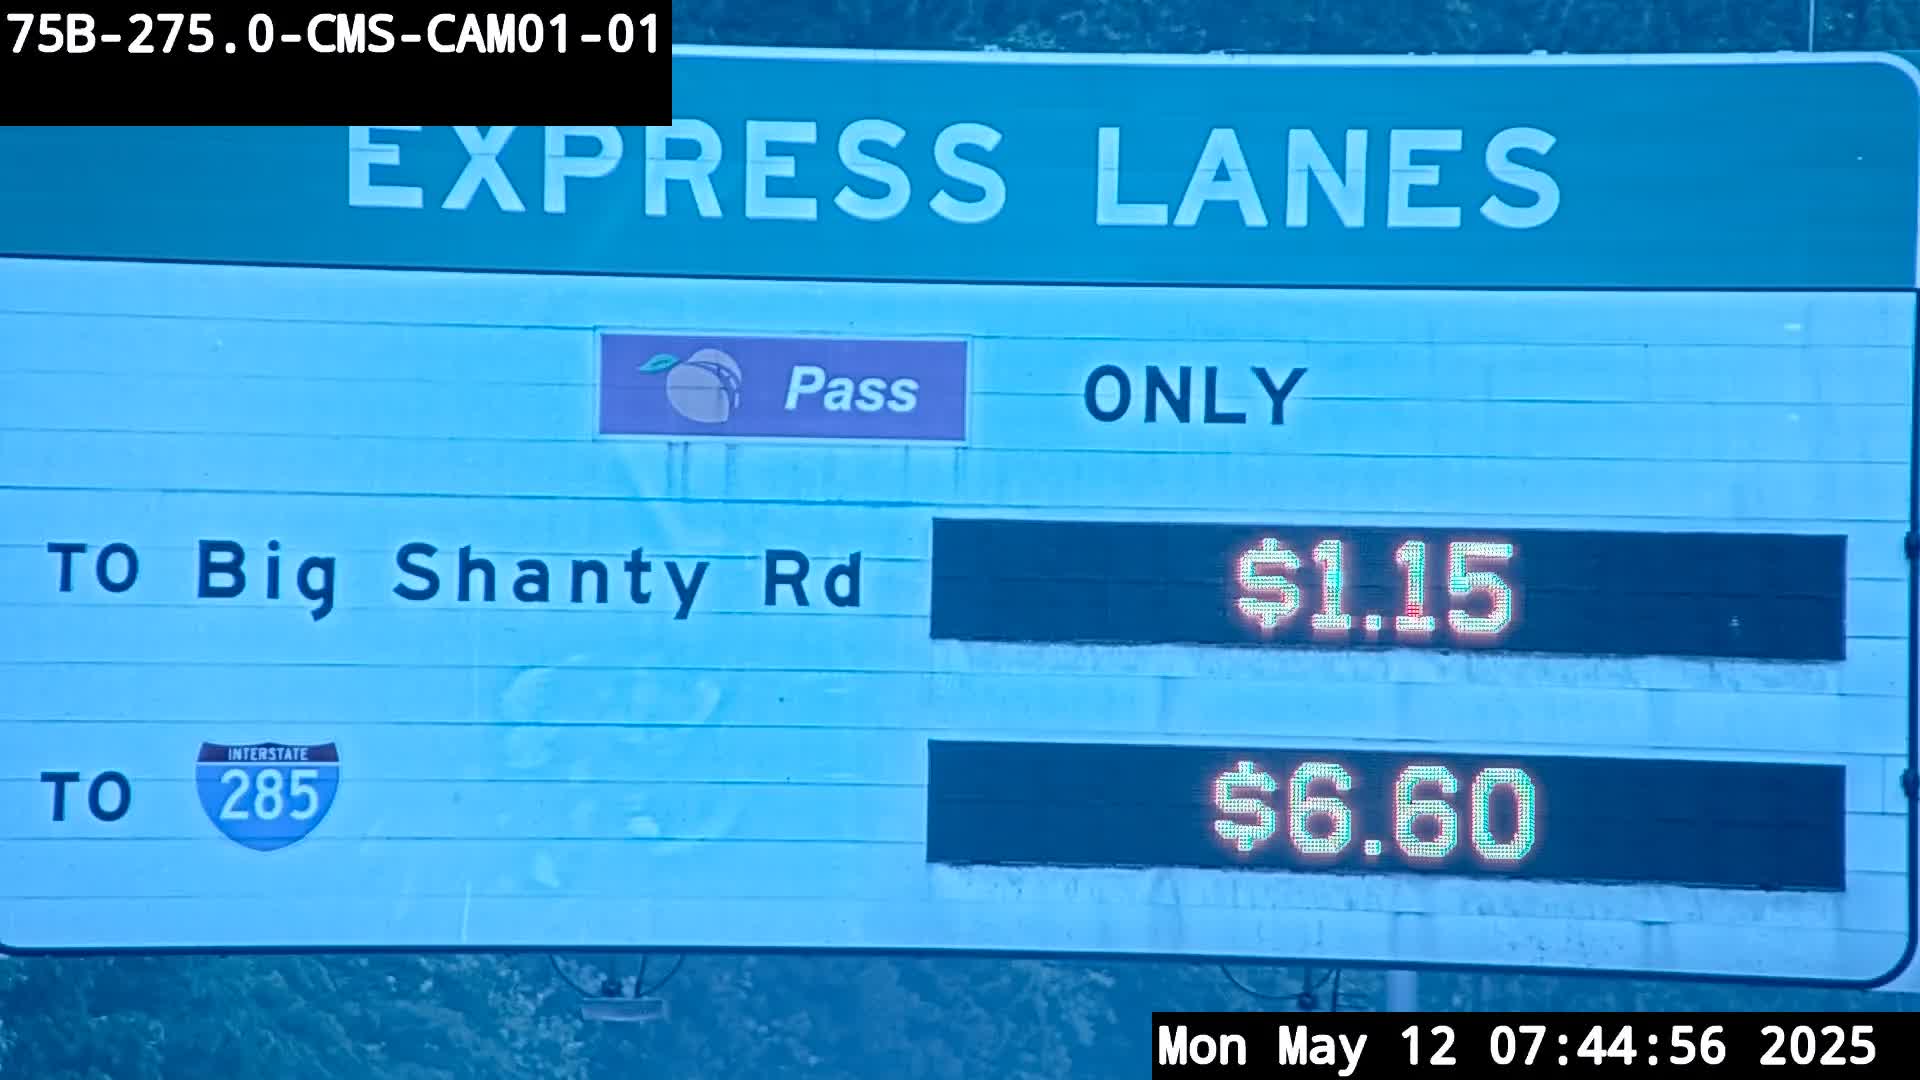 75B-275.0-CMS-CAM01-01
EXPRESS LANES
Pass ONLY
TO Big Shanty Rd $1.15
INTERSTATE
TO 285 $6.60
Mon May 12 07:44:56 2025